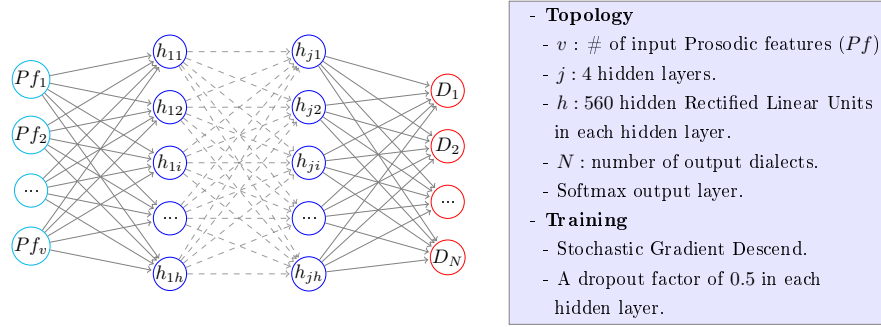 Pf1
Pf2
...
Pfv
h11
h12
h1i
...
h1h
hj1
hj2
hji
...
hjh
D1
D2
...
DN
- Topology
- v : # of input Prosodic features (Pf)
- j : 4 hidden layers.
- h : 560 hidden Rectified Linear Units
in each hidden layer.
- N : number of output dialects.
- Softmax output layer.
- Training
- Stochastic Gradient Descend.
- A dropout factor of 0.5 in each
hidden layer.